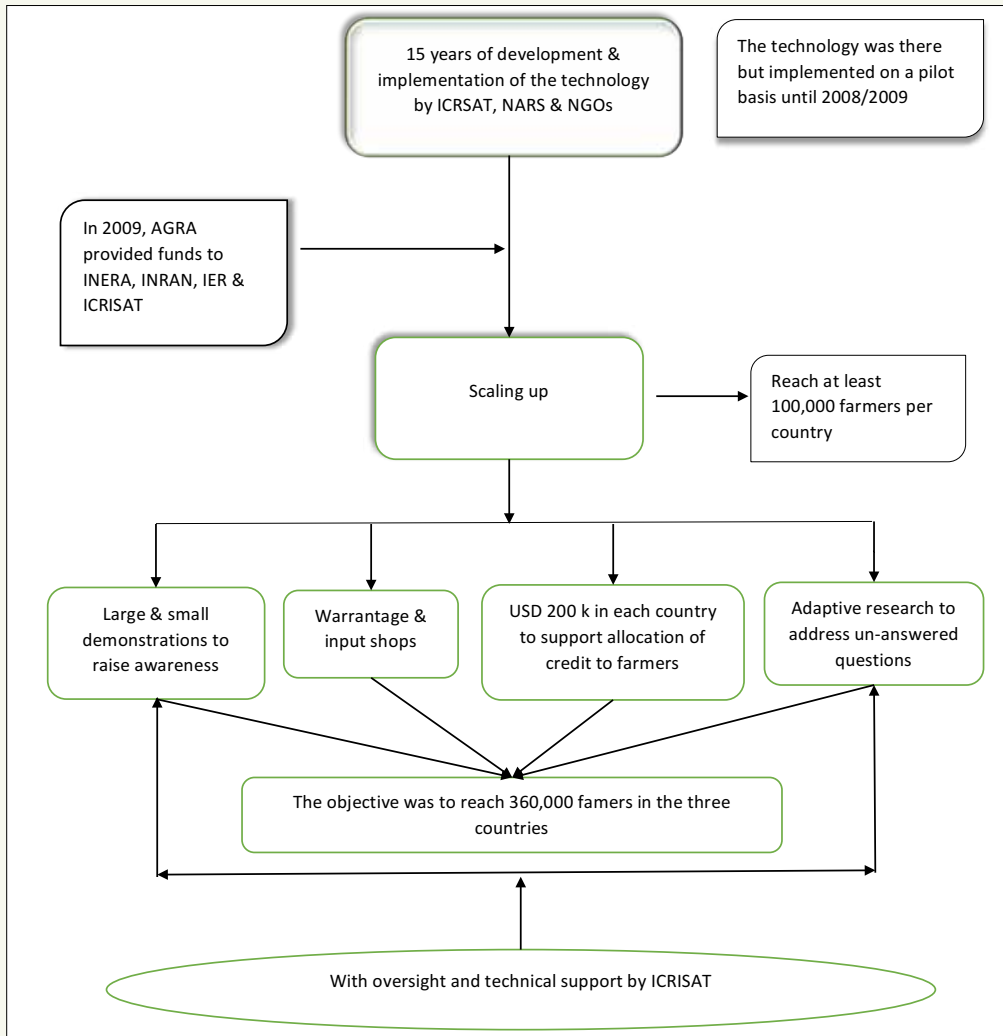 15 years of development &
implementation of the technology
by ICRSAT, NARS & NGOs
The technology was there
but implemented on a pilot
basis until 2008/2009
In 2009, AGRA
provided funds to
INERA, INRAN, IER &
ICRISAT
Scaling up
Reach at least
100,000 farmers per
country
Large & small
demonstrations to
raise awareness
Warrantage &
input shops
USD 200 k in each country
to support allocation of
credit to farmers
Adaptive research to
address un-answered
questions
The objective was to reach 360,000 famers in the three
countries
With oversight and technical support by ICRISAT